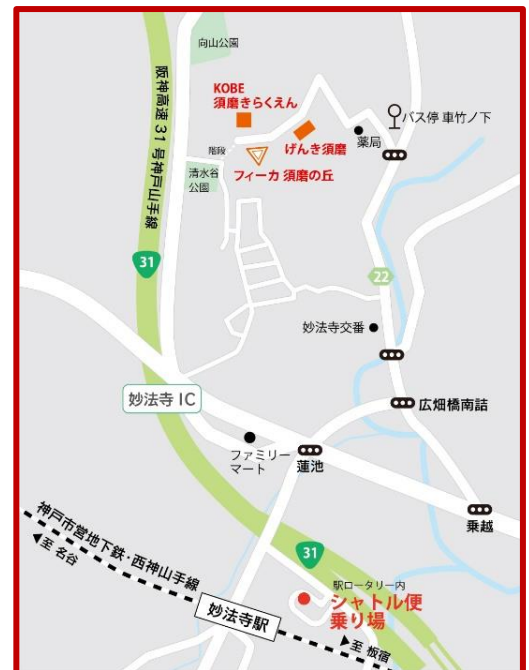 向山公園
阪神高速 31 号神戸山手線
KOBE
須磨きらくえん
バス停 車竹ノ下
薬局
げんき須磨
階段
フィーカ 須磨の丘
清水谷
公園
31
22
妙法寺交番
妙法寺 IC
広畑橋南詰
ファミリー
マート
蓮池
乗越
神戸市営地下鉄・西神山手線
至 名谷
31
駅ロータリー内
シャトル便
乗り場
妙法寺駅
至 板宿